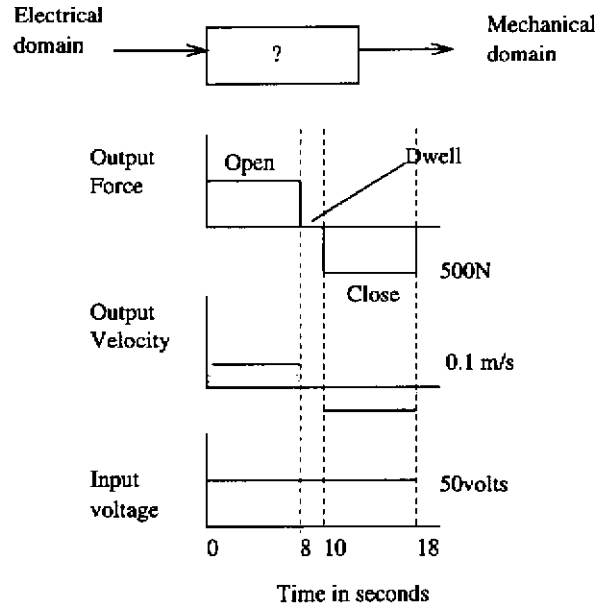 Electrical
domain
?
Mechanical
domain
Output
Force
Open
Dwell
500N
Close
Output
Velocity
0.1 m/s
Input
voltage
50volts
0 8 10 18
Time in seconds